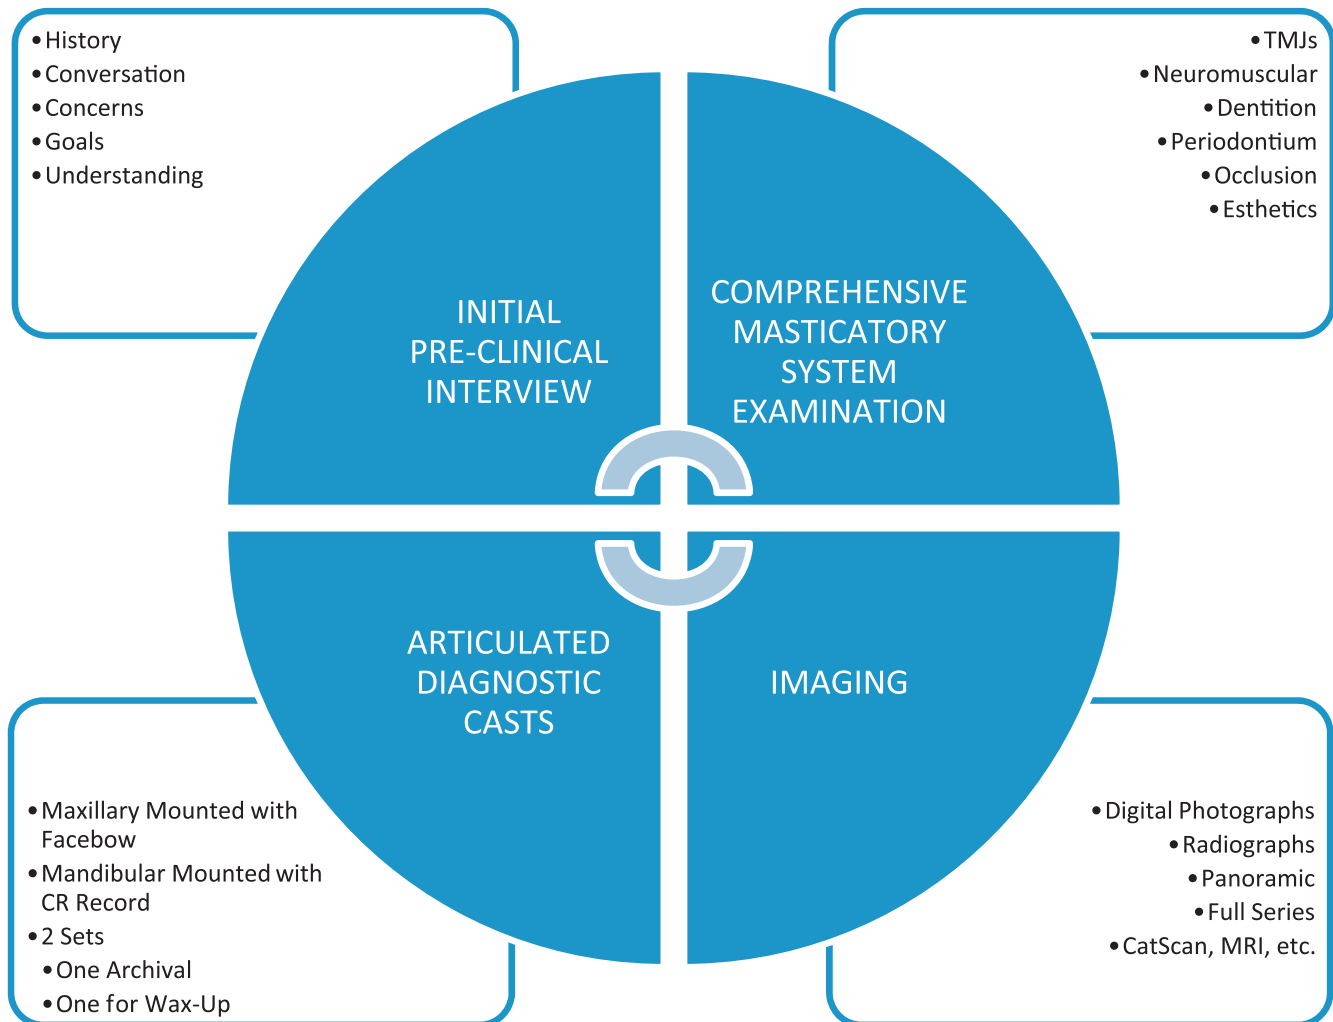 •History
•Conversation
•Concerns
•Goals
•Understanding
•TMJs
•Neuromuscular
•Dentition
•Periodontium
•Occlusion
•Esthetics
INITIAL
PRE-CLINICAL
INTERVIEW
COMPREHENSIVE
MASTICATORY
SYSTEM
EXAMINATION
ARTICULATED
DIAGNOSTIC
CASTS
IMAGING
•Maxillary Mounted with
Facebow
•Mandibular Mounted with
CR Record
•2 Sets
•One Archival
•One for Wax-Up
•Digital Photographs
•Radiographs
•Panoramic
•Full Series
•CatScan, MRI, etc.